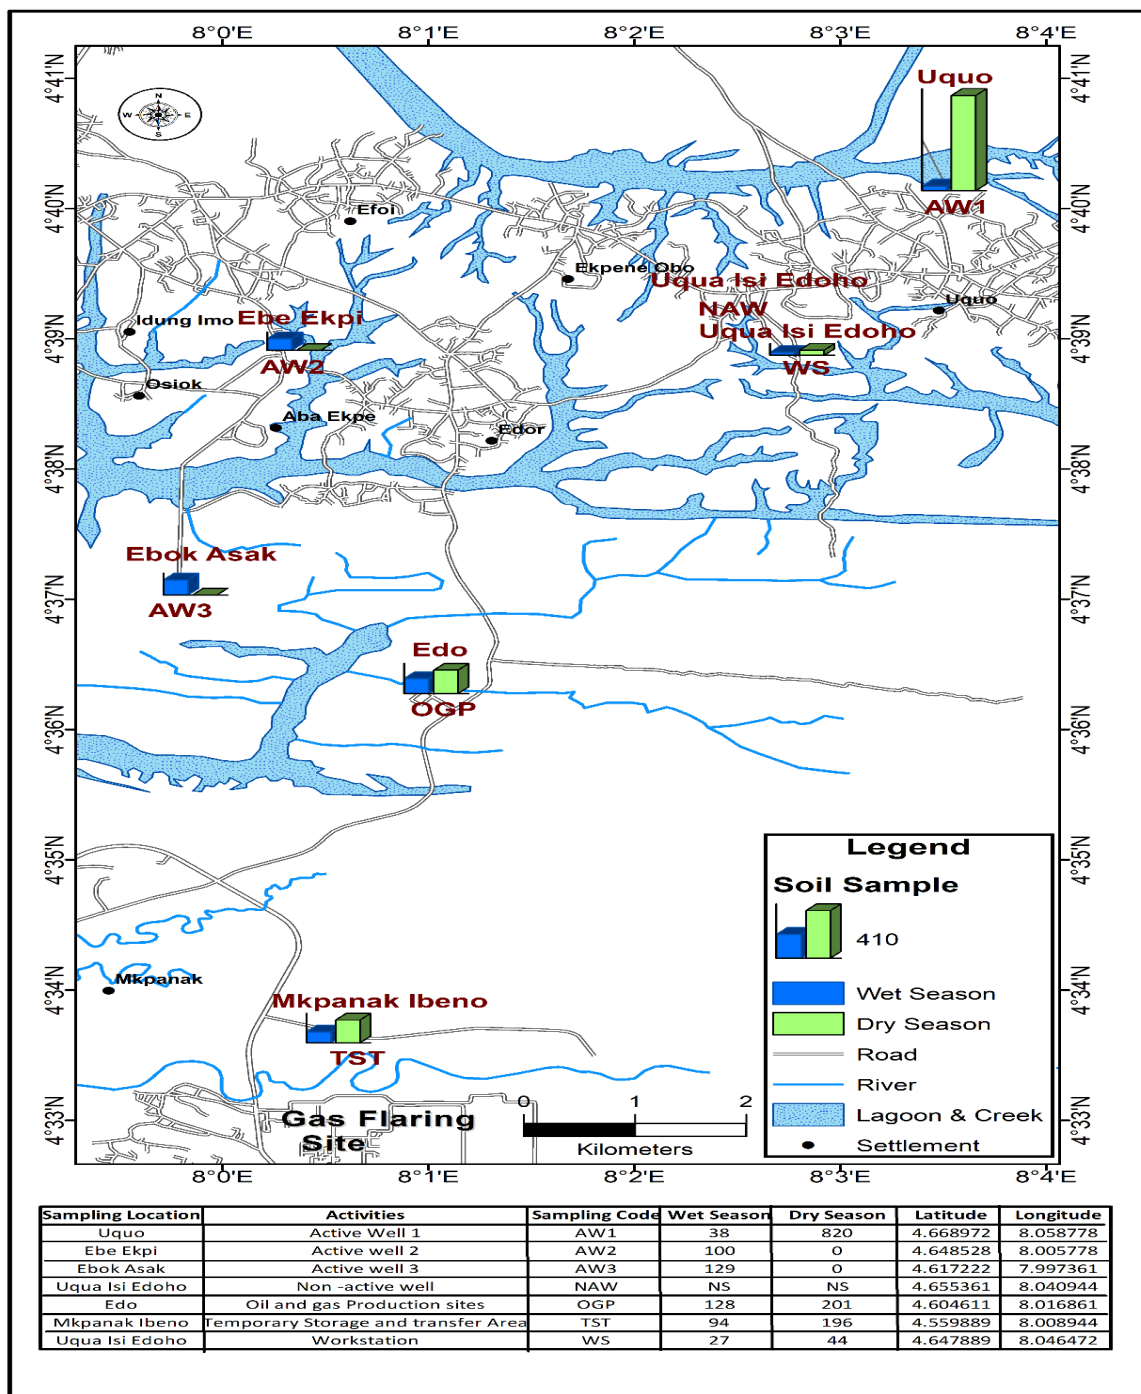 8°0'E 8°1'E 8°2'E 8°3'E 8°4'E
4°41'N 4°41'N
Uquo
N
W E
S
AW1
4°40'N 4°40'N
Efoi
Ekpene Obo
Uqua Isi Edoho
Uquo
NAW
Idung Imo
Ebe Ekpi
Uqua Isi Edoho
4°39'N 4°39'N
AW2
WS
Osiok
Aba Ekpe
Edor
4°38'N 4°38'N
Ebok Asak
4°37'N 4°37'N
AW3
Edo
OGP
4°36'N 4°36'N
4°35'N 4°35'N
Legend
Soil Sample
410
Wet Season
Dry Season
Road
River
Lagoon & Creek
Settlement
Mkpanak
4°34'N 4°34'N
Mkpanak Ibeno
TST
4°33'N 4°33'N
Gas Flaring
Site
0 1 2
Kilometers
8°0'E 8°1'E 8°2'E 8°3'E 8°4'E
Sampling Location Activities Sampling Code Wet Season Dry Season Latitude Longitude
Uquo Active Well 1 AW1 38 820 4.668972 8.058778
Ebe Ekpi Active well 2 AW2 100 0 4.648528 8.005778
Ebok Asak Active well 3 AW3 129 0 4.617222 7.997361
Uqua Isi Edoho Non -active well NAW NS NS 4.655361 8.040944
Edo Oil and gas Production sites OGP 128 201 4.604611 8.016861
Mkpanak Ibeno Temporary Storage and transfer Area TST 94 196 4.559889 8.008944
Uqua Isi Edoho Workstation WS 27 44 4.647889 8.046472